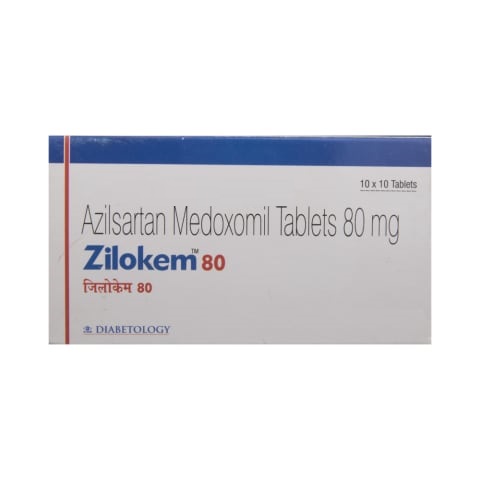 10 x 10 Tablets
Azilsartan Medoxomil Tablets 80 mg
Zilokem™ 80
जिलोकेम 80
DIABETOLOGY